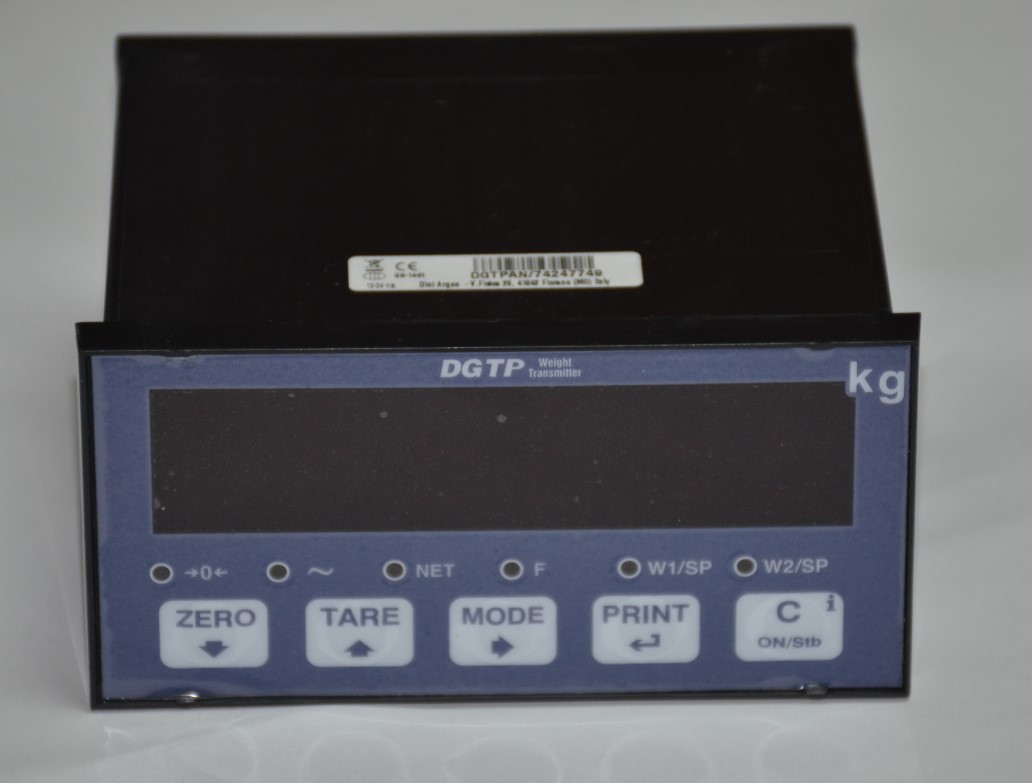 CE
DGTPAN/74247749
DGTP Weight
Transmitter
kg
→0← ~ NET F W1/SP W2/SP
ZERO TARE MODE PRINT C i
ON/Stb